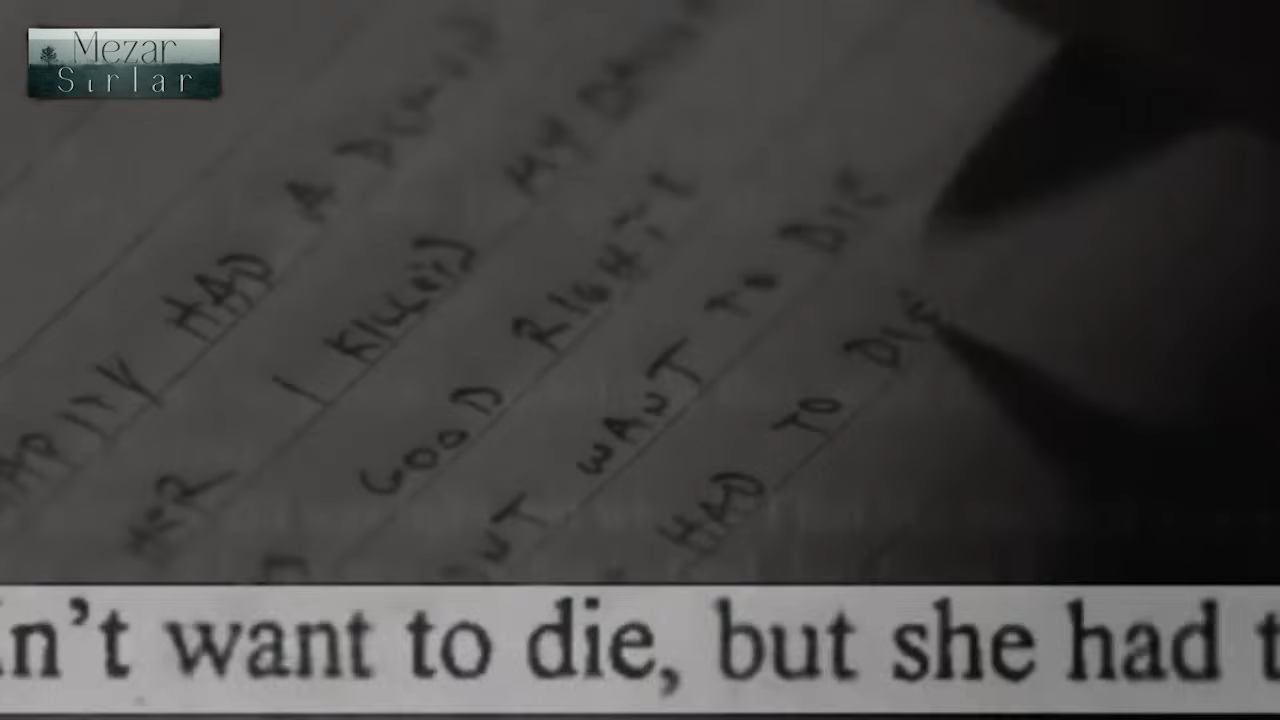 Mezar
Sırlar
HAD A
HER I KILLED MY
GOOD RIGHT
WANT TO DIE
HAD TO DIE
n't want to die, but she had t